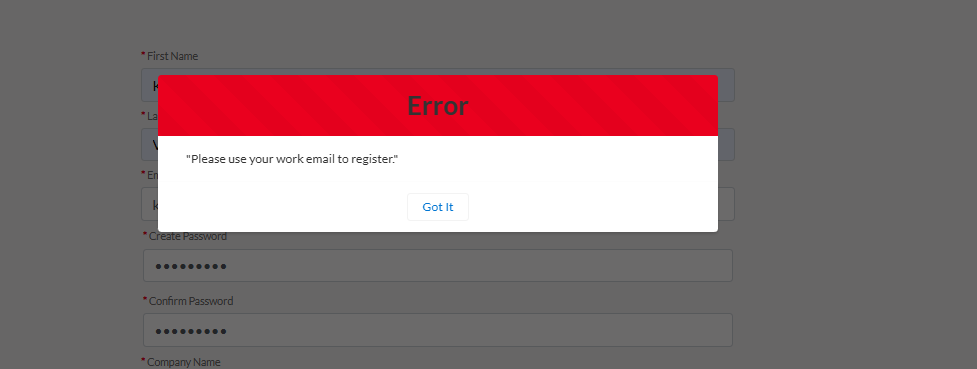 * First Name
Error
"Please use your work email to register."
Got It
* Create Password
* Confirm Password
* Company Name